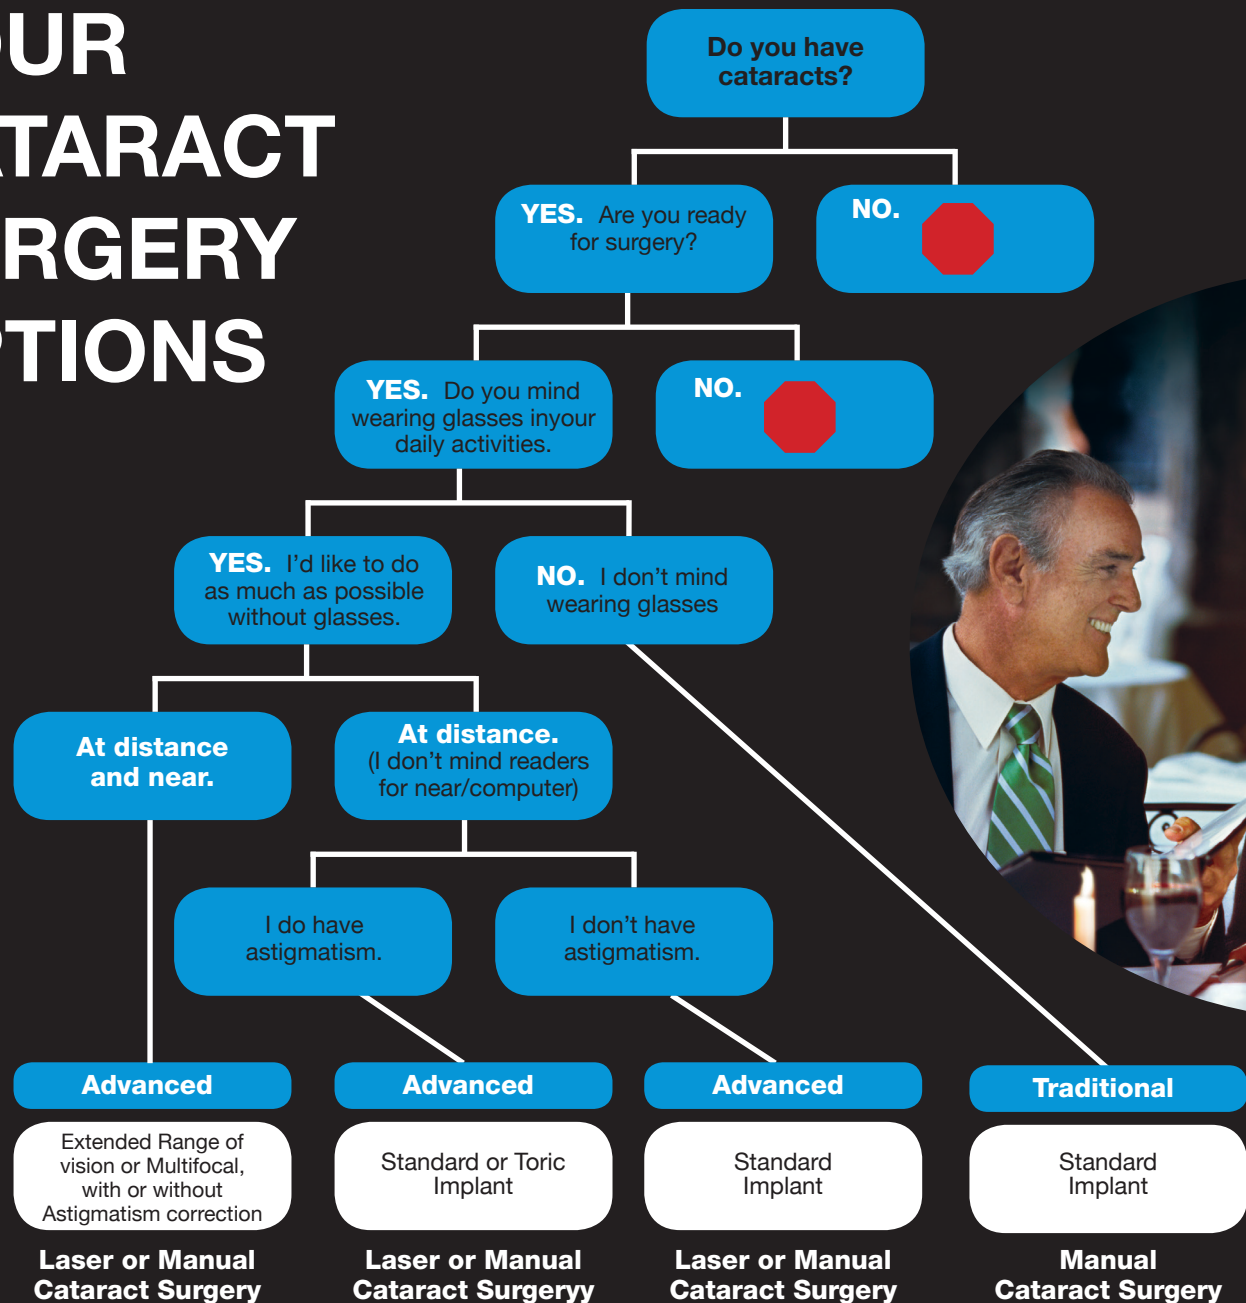 OUR
ATARACT
RGERY
PTIONS
Do you have
cataracts?
YES. Are you ready
for surgery?
NO.
YES. Do you mind
wearing glasses inyour
daily activities.
NO.
YES. I'd like to do
as much as possible
without glasses.
NO. I don't mind
wearing glasses
At distance
and near.
At distance.
(I don't mind readers
for near/computer)
I do have
astigmatism.
I don't have
astigmatism.
Advanced
Extended Range of
vision or Multifocal,
with or without
Astigmatism correction
Laser or Manual
Cataract Surgery
Advanced
Standard or Toric
Implant
Laser or Manual
Cataract Surgeryy
Advanced
Standard
Implant
Laser or Manual
Cataract Surgery
Traditional
Standard
Implant
Manual
Cataract Surgery